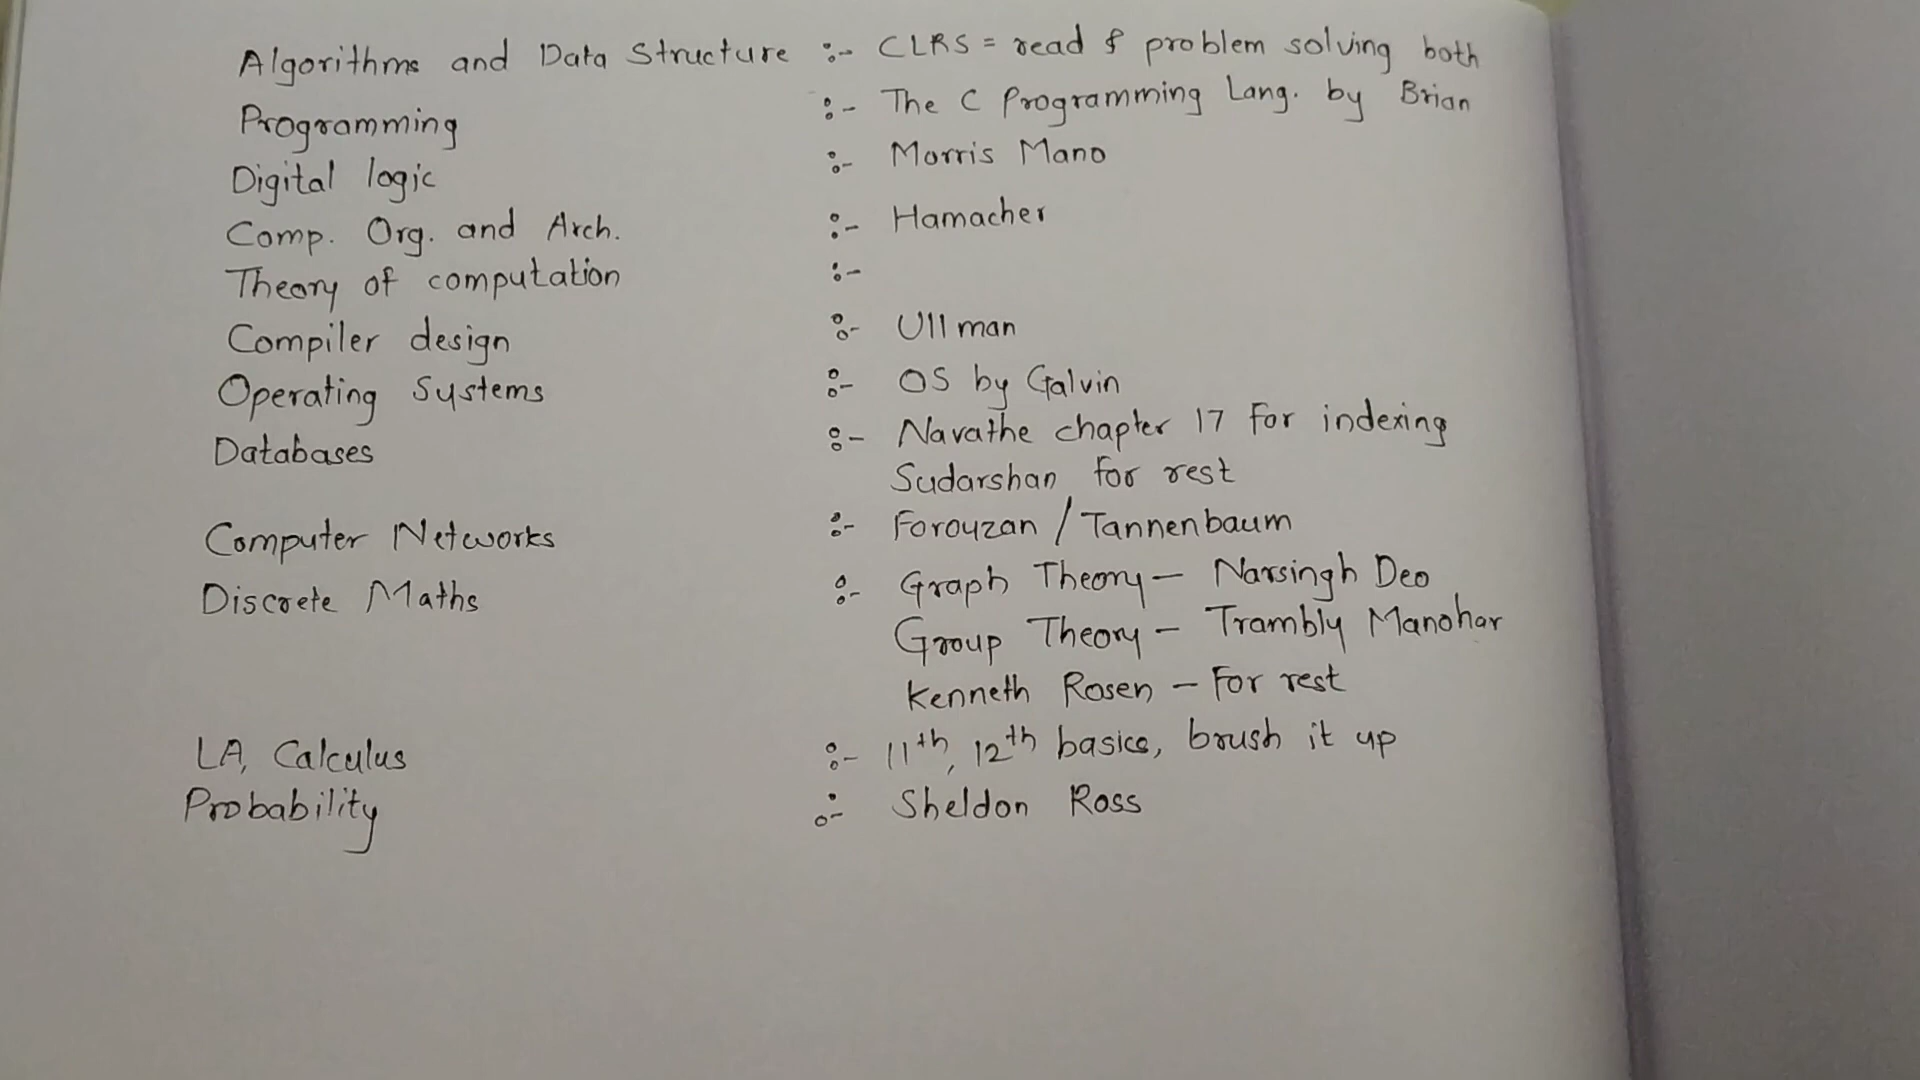 Algorithms and Data Structure :- CLRS = read & problem solving both
Programming :- The C Programming Lang. by Brian
Digital logic :- Morris Mano
Comp. Org. and Arch. :- Hamacher
Theory of computation :-
Compiler design :- Ullman
Operating Systems :- OS by Galvin
Databases :- Navathe chapter 17 for indexing
Sudarshan for rest
Computer Networks :- Forouzan / Tannenbaum
Discrete Maths :- Graph Theory - Narsingh Deo
Group Theory - Trambly Manohar
Kenneth Rosen - For rest
LA, Calculus :- 11th, 12th basics, brush it up
Probability :- Sheldon Ross